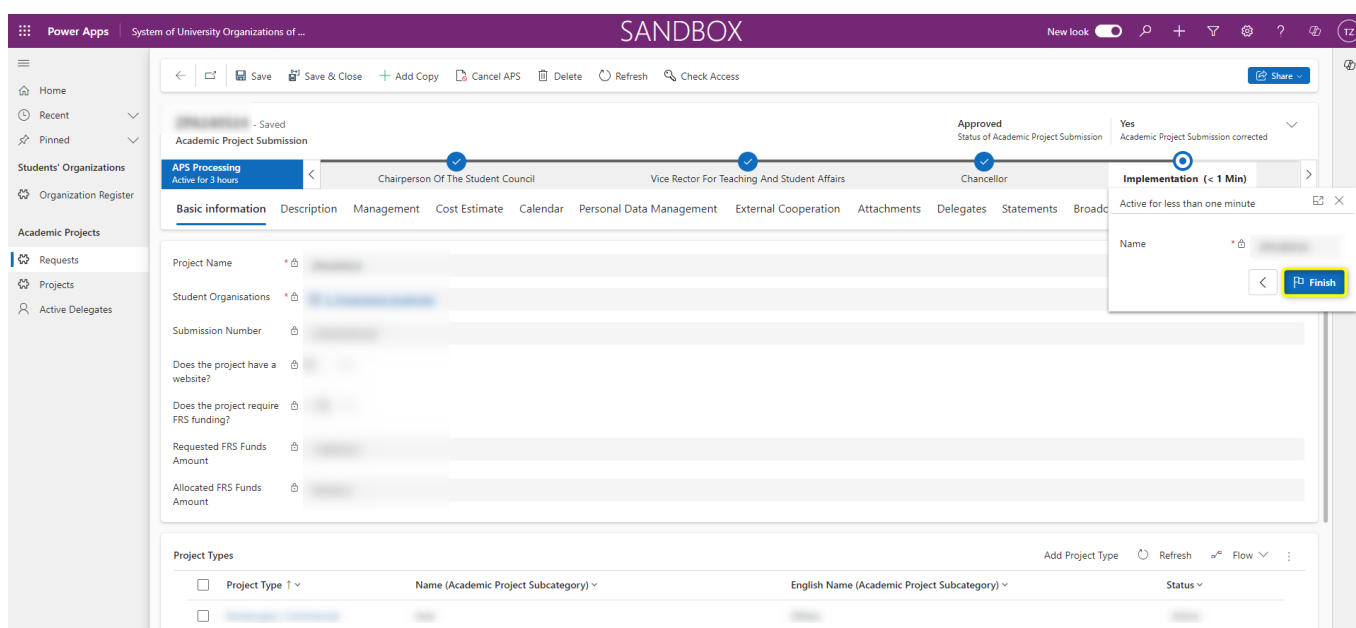 Power Apps System of University Organizations of ... SANDBOX New look TZ
Save Save & Close Add Copy Cancel APS Delete Refresh Check Access Share
Home
Recent
Pinned
Students' Organizations
Organization Register
Academic Projects
Requests
Projects
Active Delegates
- Saved
Academic Project Submission
Approved
Status of Academic Project Submission
Yes
Academic Project Submission corrected
APS Processing
Active for 3 hours
Chairperson Of The Student Council
Vice Rector For Teaching And Student Affairs
Chancellor
Implementation (< 1 Min)
Basic information Description Management Cost Estimate Calendar Personal Data Management External Cooperation Attachments Delegates Statements
Active for less than one minute
Name *
Finish
Project Name *
Student Organisations *
Submission Number
Does the project have a
website?
Does the project require
FRS funding?
Requested FRS Funds
Amount
Allocated FRS Funds
Amount
Project Types Add Project Type Refresh Flow
Project Type ↑ Name (Academic Project Subcategory) English Name (Academic Project Subcategory) Status